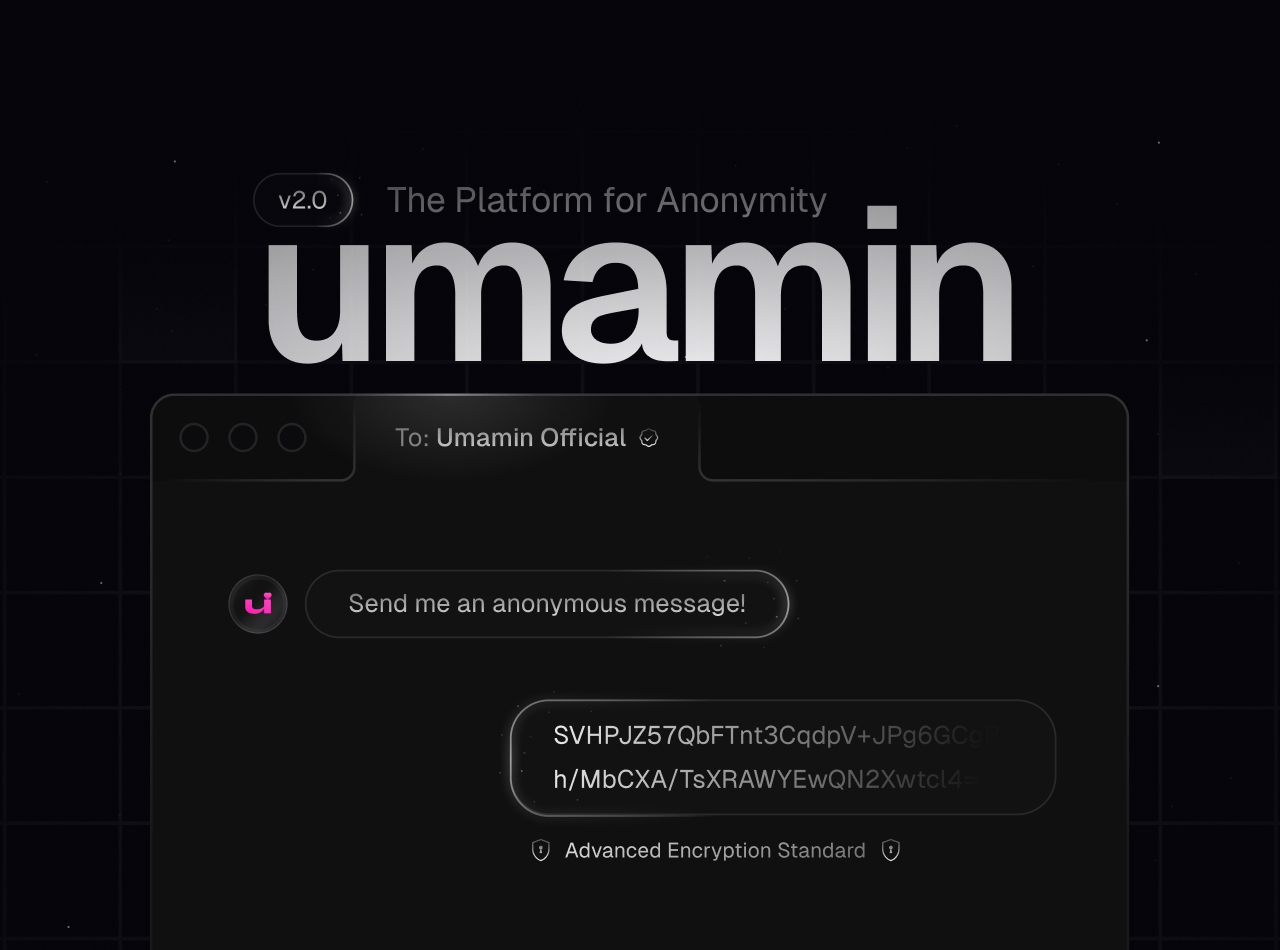 v2.0 The Platform for Anonymity
umamin
To: Umamin Official
ui
Send me an anonymous message!
SVHPJZ57QbFTnt3CqdpV+JPg6GCg
h/MbCXA/TsXRAWYEwQN2Xwtcl4=
Advanced Encryption Standard